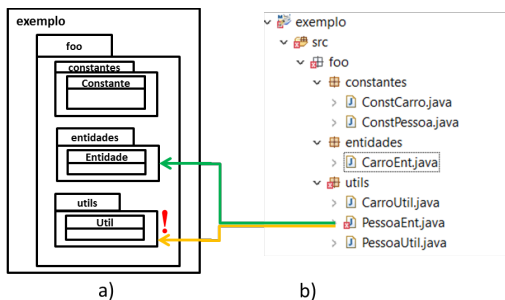 exemplo
foo
constantes
Constante
entidades
Entidade
utils
Util
!
a)
exemplo
src
foo
constantes
ConstCarro.java
ConstPessoa.java
entidades
CarroEnt.java
utils
CarroUtil.java
PessoaEnt.java
PessoaUtil.java
b)